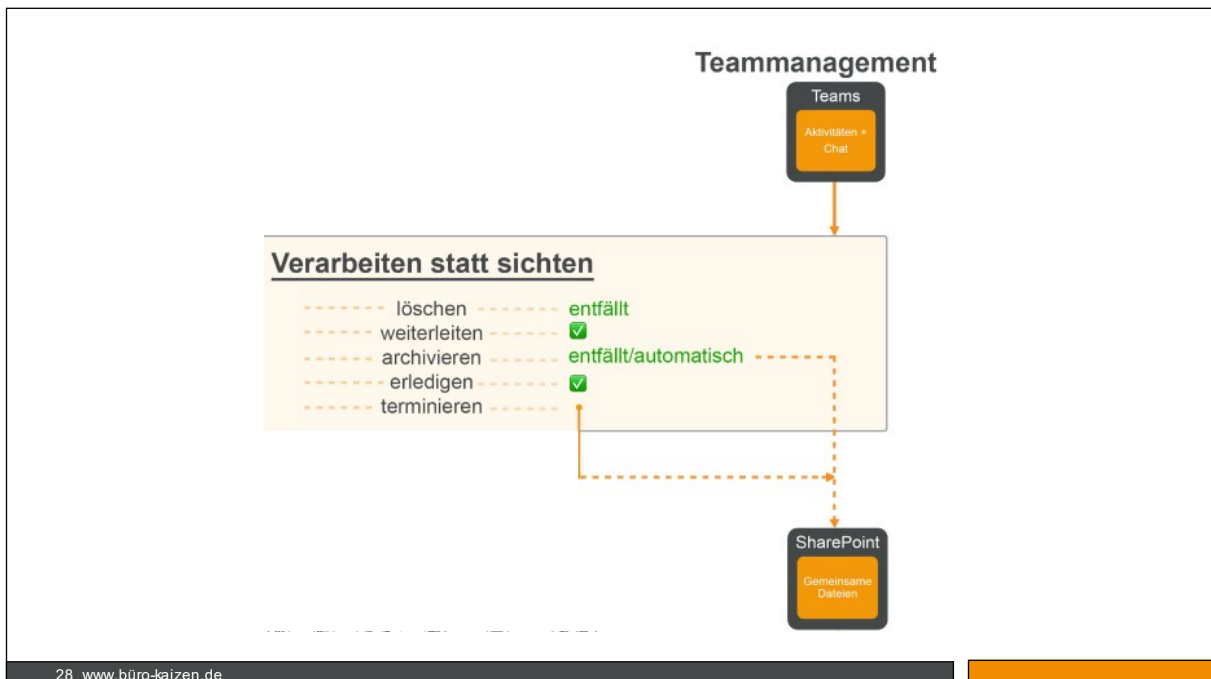 Teammanagement
Teams
Aktivitäten +
Chat
Verarbeiten statt sichten
löschen entfällt
weiterleiten ✅
archivieren entfällt/automatisch
erledigen ✅
terminieren
SharePoint
Gemeinsame
Dateien
28 www.büro-kaizen.de